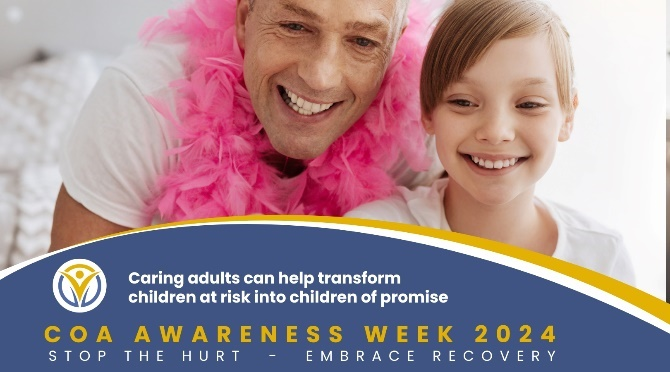 Caring adults can help transform
children at risk into children of promise
COA AWARENESS WEEK 2024
STOP THE HURT - EMBRACE RECOVERY